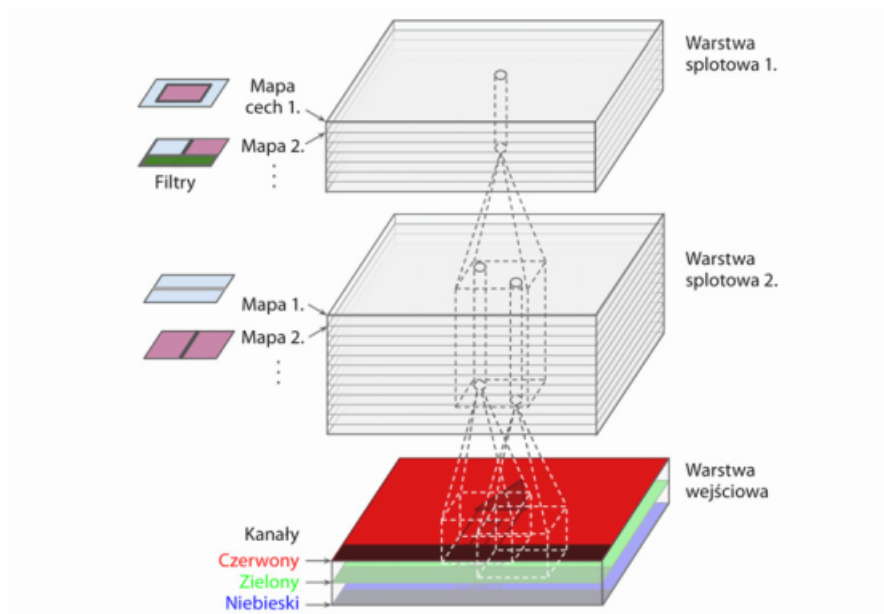 Warstwa
splotowa 1.
Mapa
cech 1.
Mapa 2.
Filtry
Warstwa
splotowa 2.
Mapa 1.
Mapa 2.
Warstwa
wejściowa
Kanały
Czerwony
Zielony
Niebieski